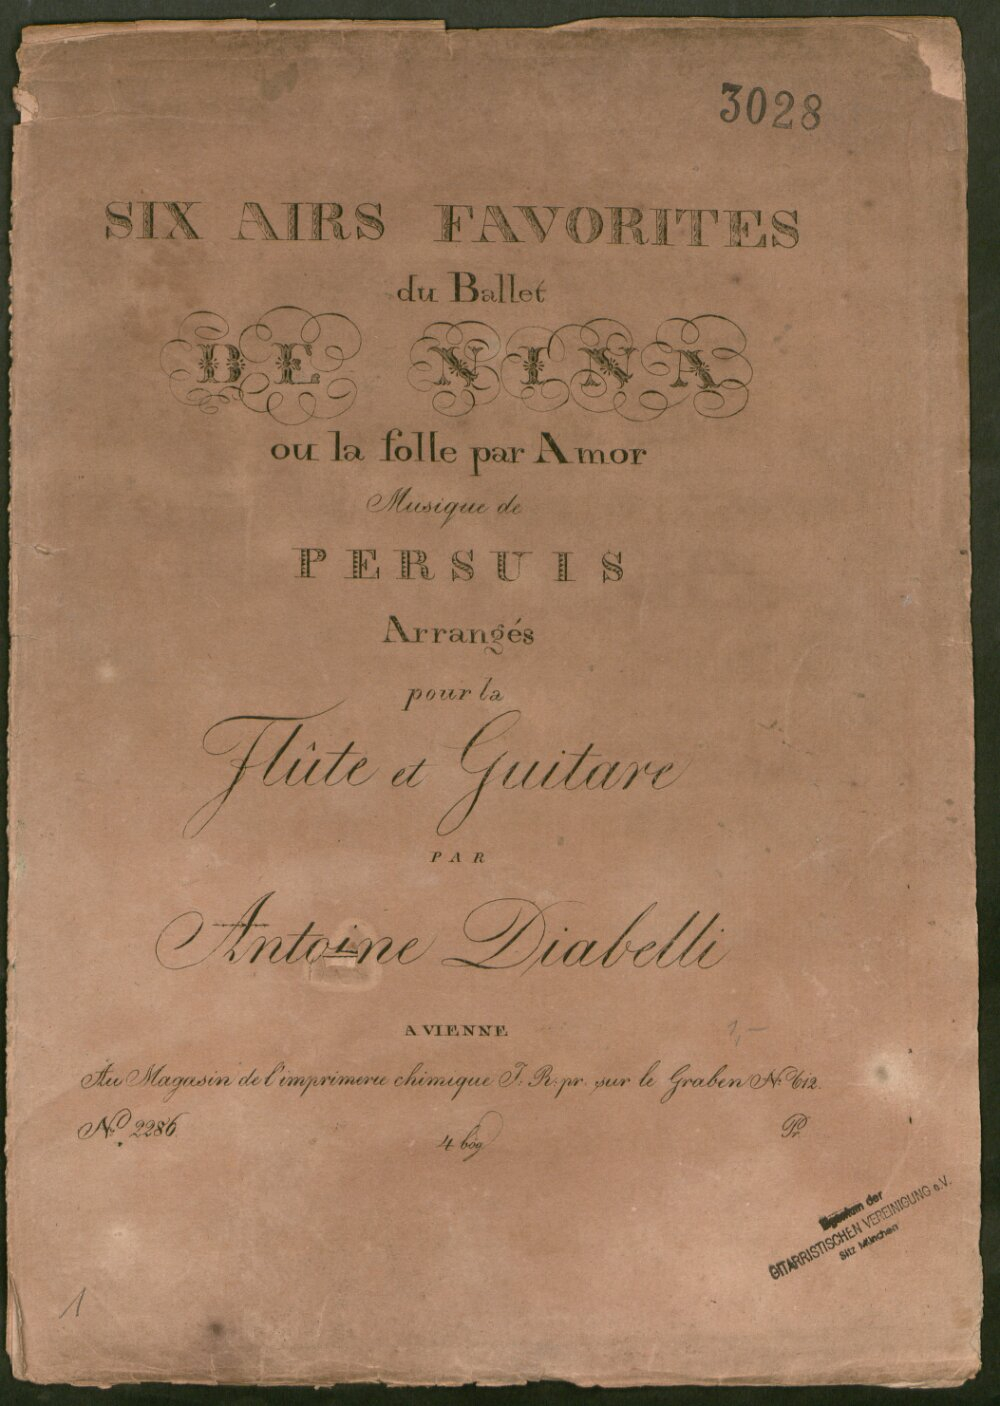 3028
SIX AIRS FAVORITES
du Ballet
DE NINA
ou la folle par Amor
Musique de
PERSUIS
Arrangés
pour la
Flûte et Guitare
PAR
Antoine Diabelli
A VIENNE
1,—
Au Magasin de l'imprimerie chimique I: R: pr. sur le Graben N: 612.
No. 2286
4 bog
Pr
Eigentum der
GITARRISTISCHEN VEREINIGUNG e.V.
Sitz München
1